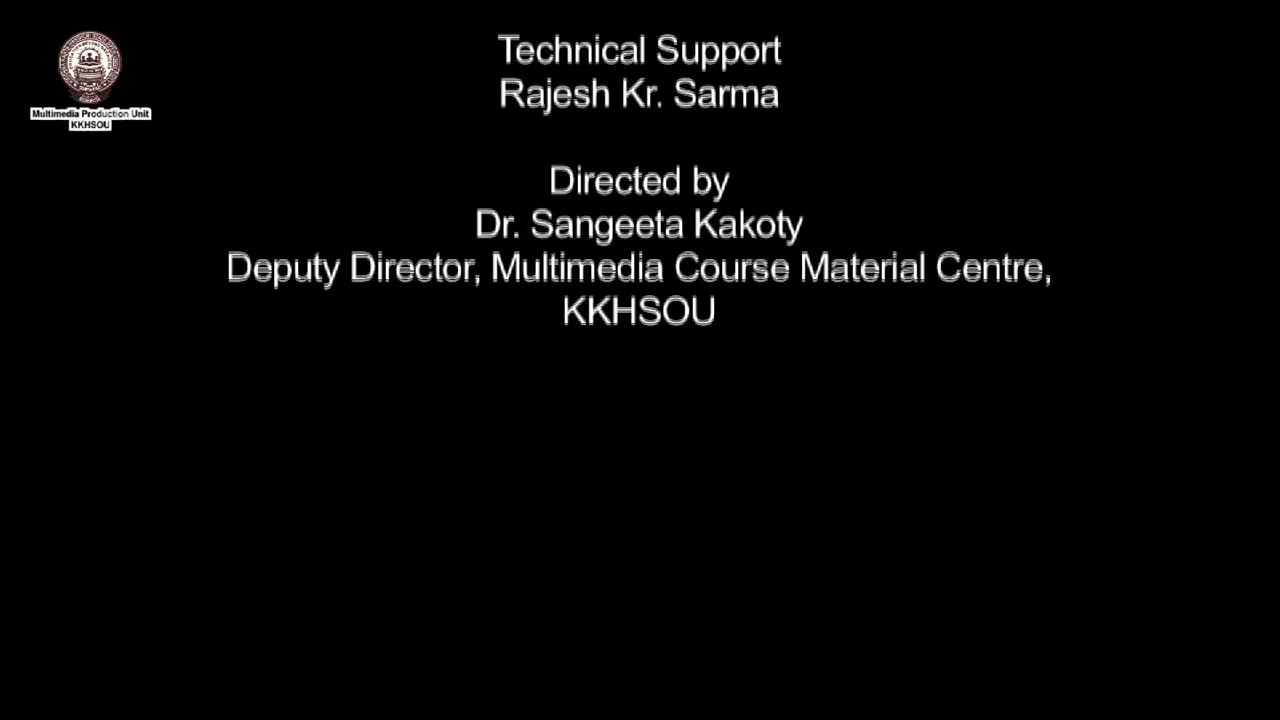 Multimedia Production Unit
KKHSOU
Technical Support
Rajesh Kr. Sarma
Directed by
Dr. Sangeeta Kakoty
Deputy Director, Multimedia Course Material Centre,
KKHSOU